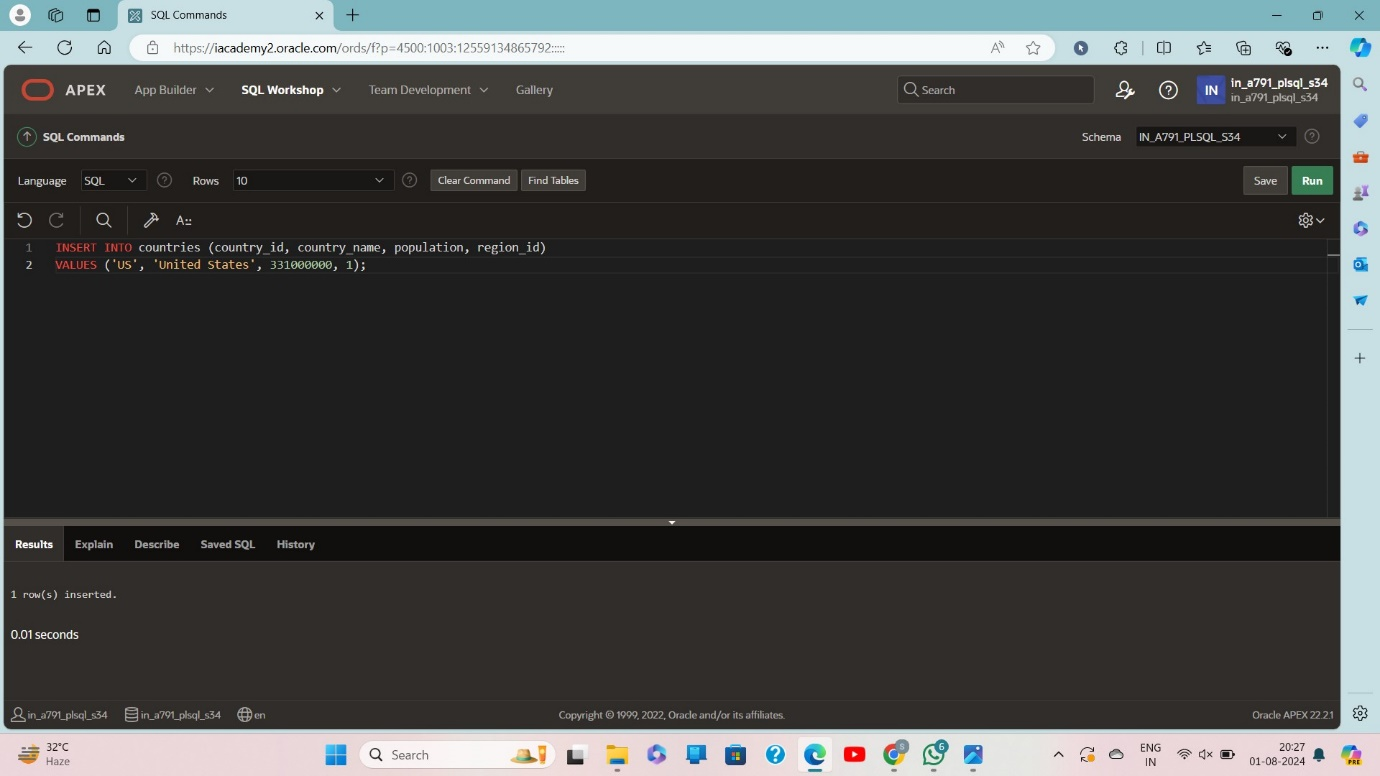 SQL Commands
https://iacademy2.oracle.com/ords/f?p=4500:1003:12559134865792:::::
APEX App Builder SQL Workshop Team Development Gallery Search IN in_a791_plsql_s34
in_a791_plsql_s34
SQL Commands Schema IN_A791_PLSQL_S34
Language SQL Rows 10 Clear Command Find Tables Save Run
A::
1 INSERT INTO countries (country_id, country_name, population, region_id)
2 VALUES ('US', 'United States', 331000000, 1);
Results Explain Describe Saved SQL History
1 row(s) inserted.
0.01 seconds
in_a791_plsql_s34 in_a791_plsql_s34 en Copyright © 1999, 2022, Oracle and/or its affiliates. Oracle APEX 22.2.1
32°C
Haze
Search
S
6
ENG
IN
20:27
01-08-2024
PRE